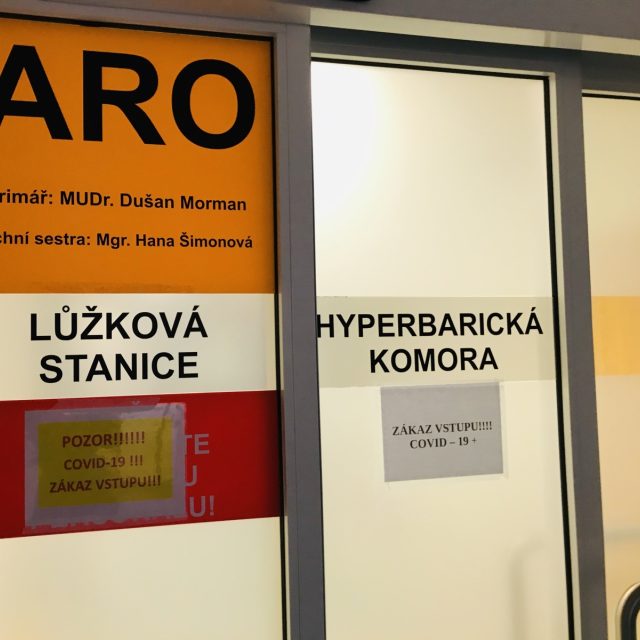 ARO
rimář: MUDr. Dušan Morman
chní sestra: Mgr. Hana Šimonová
LŮŽKOVÁ
STANICE
POZOR!!!!!!
COVID-19 !!!
ZÁKAZ VSTUPU!!!
HYPERBARICKÁ
KOMORA
ZÁKAZ VSTUPU!!!!
COVID – 19 +